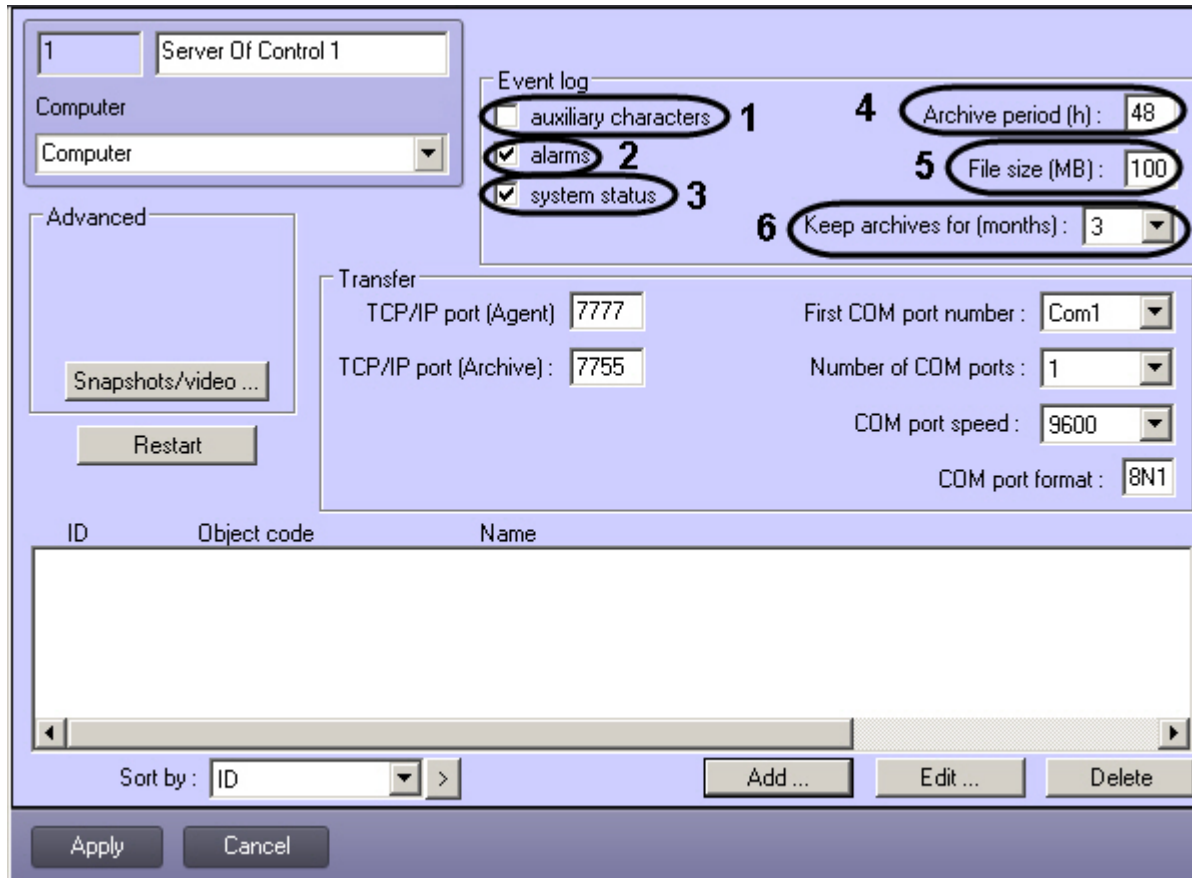 1 Server Of Control 1
Computer
Computer
Event log
auxiliary characters 1
alarms 2
system status 3
4 Archive period (h) : 48
5 File size (MB) : 100
6 Keep archives for (months) : 3
Advanced
Snapshots/video ...
Restart
Transfer
TCP/IP port (Agent) 7777
TCP/IP port (Archive) : 7755
First COM port number : Com1
Number of COM ports : 1
COM port speed : 9600
COM port format : 8N1
ID Object code Name
Sort by : ID >
Add ... Edit ... Delete
Apply Cancel